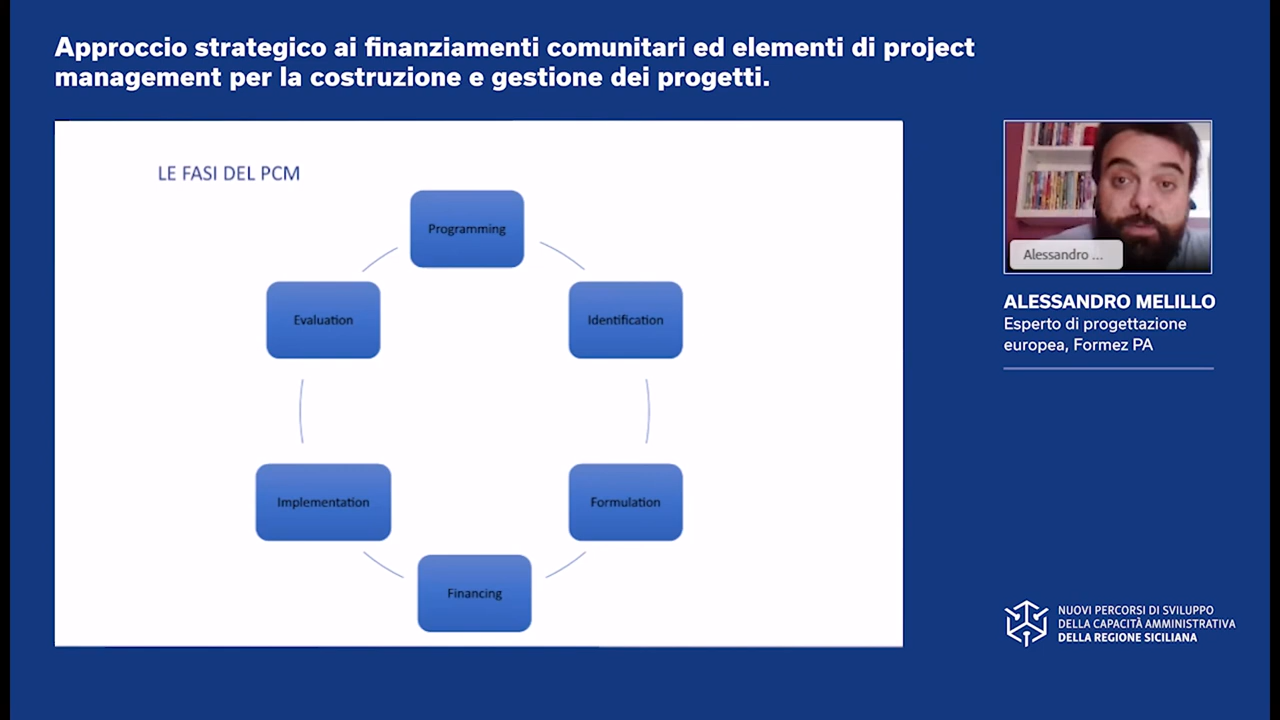 Approccio strategico ai finanziamenti comunitari ed elementi di project
management per la costruzione e gestione dei progetti.
LE FASI DEL PCM
Programming
Evaluation
Identification
Implementation
Formulation
Financing
Alessandro ...
ALESSANDRO MELILLO
Esperto di progettazione
europea, Formez PA
NUOVI PERCORSI DI SVILUPPO
DELLA CAPACITÀ AMMINISTRATIVA
DELLA REGIONE SICILIANA